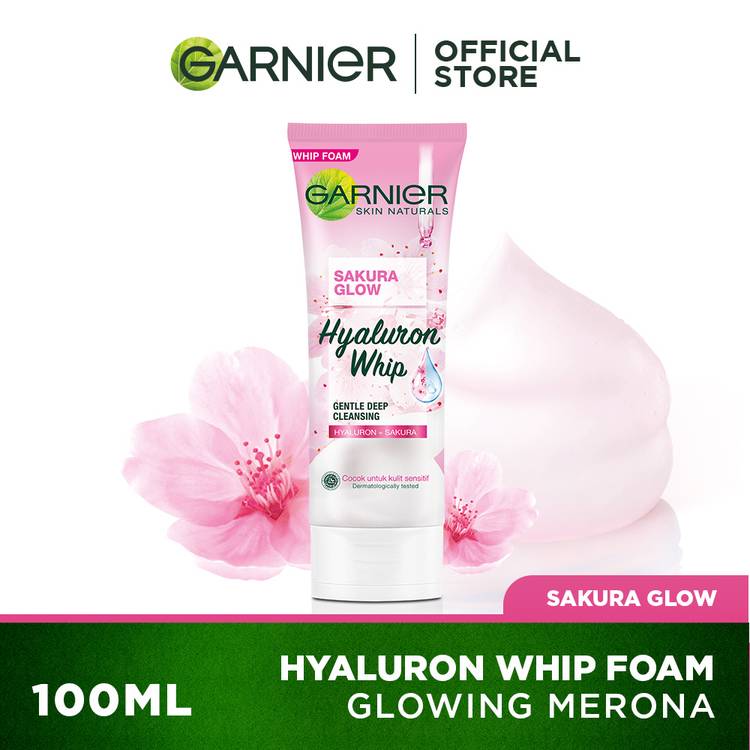 GARNIER
OFFICIAL
STORE
WHIP FOAM
GARNIER
SKIN NATURALS
SAKURA
GLOW
Hyaluron
Whip
GENTLE DEEP
CLEANSING
HYALURON + SAKURA
Cocok untuk kulit sensitif
Dermatologically tested
SAKURA GLOW
100ML
HYALURON WHIP FOAM
GLOWING MERONA